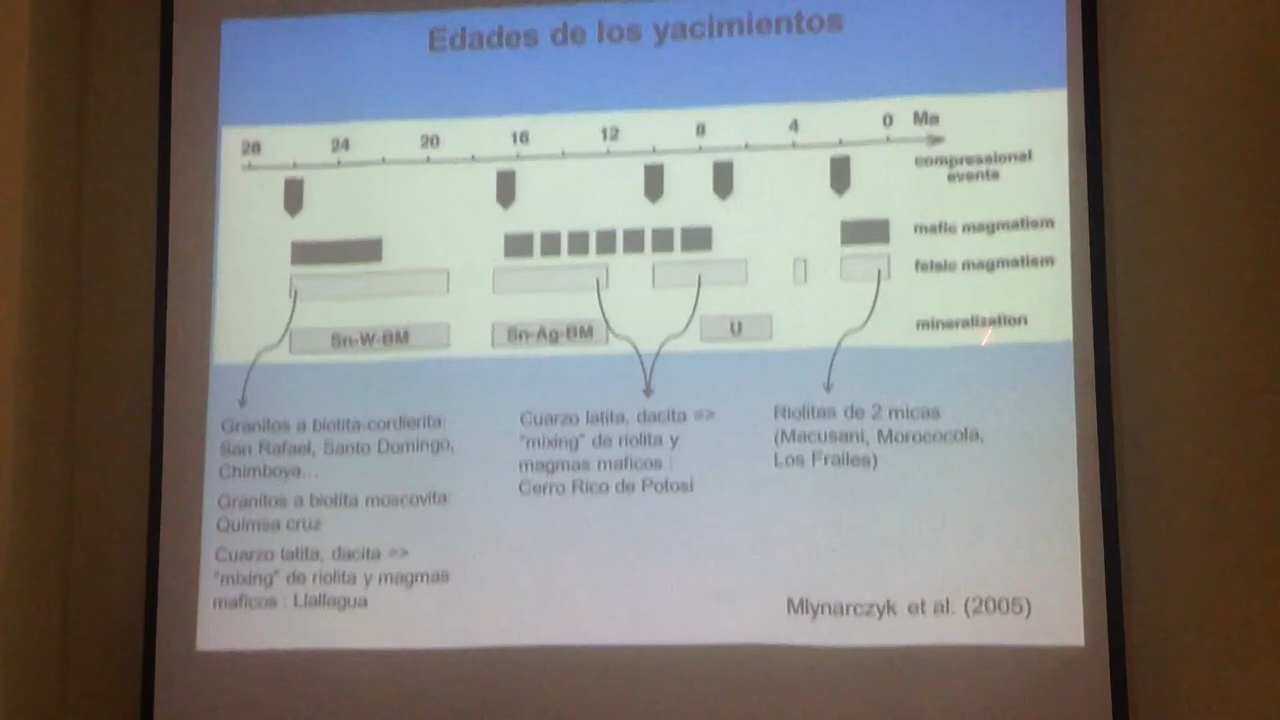 Edades de los yacimientos
28 24 20 16 12 8 4 0 Ma
compressional
events
mafic magmatism
felsic magmatism
mineralization
Sn-W-BM
Sn-Ag-BM
U
Granitos a biotita-cordierita:
San Rafael, Santo Domingo,
Chimboya...
Granitos a biotita moscovita:
Quimsa cruz
Cuarzo latita, dacita =>
"mixing" de riolita y magmas
maficos : Llallagua
Cuarzo latita, dacita =>
"mixing" de riolita y
magmas maficos :
Cerro Rico de Potosi
Riolitas de 2 micas
(Macusani, Morococola,
Los Frailes)
Mlynarczyk et al. (2005)